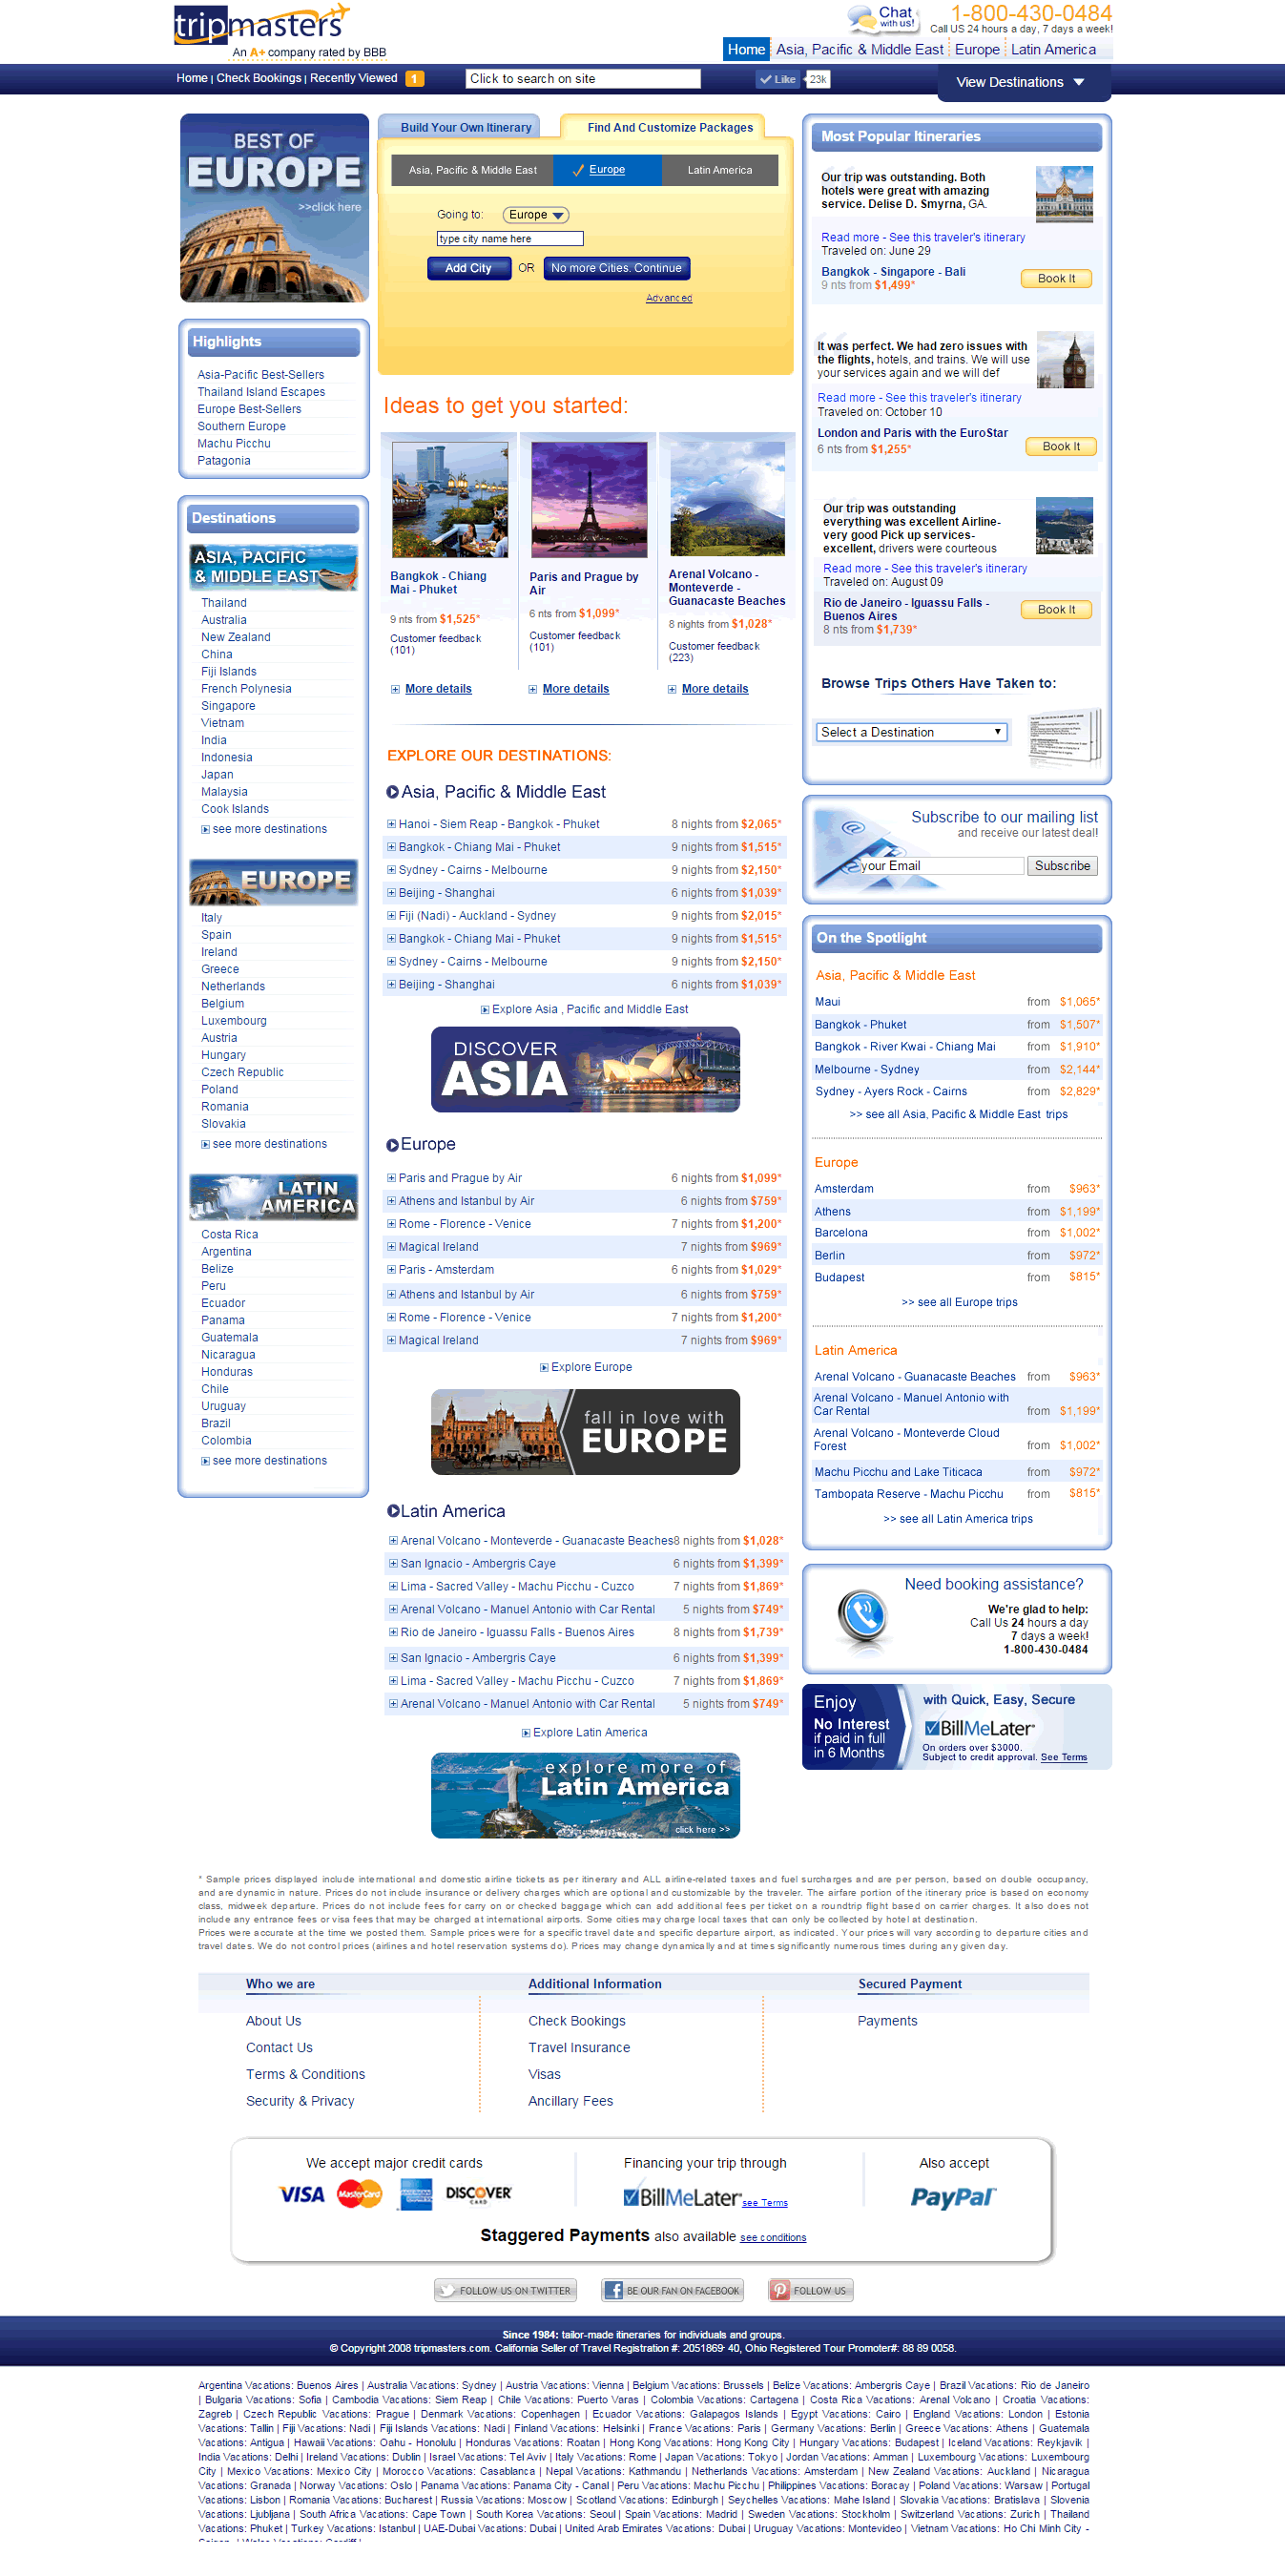 tripmasters
An A+ company rated by BBB
Chat with us!
1-800-430-0484
Call US 24 hours a day, 7 days a week!
Home Asia, Pacific & Middle East Europe Latin America
Home | Check Bookings | Recently Viewed 1
Click to search on site
Like 23k
View Destinations
BEST OF
EUROPE
>>click here
Highlights
Asia-Pacific Best-Sellers
Thailand Island Escapes
Europe Best-Sellers
Southern Europe
Machu Picchu
Patagonia
Destinations
ASIA, PACIFIC
& MIDDLE EAST
Thailand
Australia
New Zealand
China
Fiji Islands
French Polynesia
Singapore
Vietnam
India
Indonesia
Japan
Malaysia
Cook Islands
see more destinations
EUROPE
Italy
Spain
Ireland
Greece
Netherlands
Belgium
Luxembourg
Austria
Hungary
Czech Republic
Poland
Romania
Slovakia
see more destinations
LATIN
AMERICA
Costa Rica
Argentina
Belize
Peru
Ecuador
Panama
Guatemala
Nicaragua
Honduras
Chile
Uruguay
Brazil
Colombia
see more destinations
Build Your Own Itinerary
Find And Customize Packages
Asia, Pacific & Middle East Europe Latin America
Going to: Europe
type city name here
Add City OR No more Cities. Continue
Advanced
Ideas to get you started:
Bangkok - Chiang
Mai - Phuket
9 nts from $1,525*
Customer feedback
(101)
More details
Paris and Prague by
Air
6 nts from $1,099*
Customer feedback
(101)
More details
Arenal Volcano -
Monteverde -
Guanacaste Beaches
8 nights from $1,028*
Customer feedback
(223)
More details
EXPLORE OUR DESTINATIONS:
Asia, Pacific & Middle East
Hanoi - Siem Reap - Bangkok - Phuket 8 nights from $2,065*
Bangkok - Chiang Mai - Phuket 9 nights from $1,515*
Sydney - Cairns - Melbourne 9 nights from $2,150*
Beijing - Shanghai 6 nights from $1,039*
Fiji (Nadi) - Auckland - Sydney 9 nights from $2,015*
Bangkok - Chiang Mai - Phuket 9 nights from $1,515*
Sydney - Cairns - Melbourne 9 nights from $2,150*
Beijing - Shanghai 6 nights from $1,039*
Explore Asia , Pacific and Middle East
DISCOVER
ASIA
Europe
Paris and Prague by Air 6 nights from $1,099*
Athens and Istanbul by Air 6 nights from $759*
Rome - Florence - Venice 7 nights from $1,200*
Magical Ireland 7 nights from $969*
Paris - Amsterdam 6 nights from $1,029*
Athens and Istanbul by Air 6 nights from $759*
Rome - Florence - Venice 7 nights from $1,200*
Magical Ireland 7 nights from $969*
Explore Europe
fall in love with
EUROPE
Latin America
Arenal Volcano - Monteverde - Guanacaste Beaches 8 nights from $1,028*
San Ignacio - Ambergris Caye 6 nights from $1,399*
Lima - Sacred Valley - Machu Picchu - Cuzco 7 nights from $1,869*
Arenal Volcano - Manuel Antonio with Car Rental 5 nights from $749*
Rio de Janeiro - Iguassu Falls - Buenos Aires 8 nights from $1,739*
San Ignacio - Ambergris Caye 6 nights from $1,399*
Lima - Sacred Valley - Machu Picchu - Cuzco 7 nights from $1,869*
Arenal Volcano - Manuel Antonio with Car Rental 5 nights from $749*
Explore Latin America
explore more of
Latin America
click here >>
Most Popular Itineraries
Our trip was outstanding. Both
hotels were great with amazing
service. Delise D. Smyrna, GA.
Read more - See this traveler's itinerary
Traveled on: June 29
Bangkok - Singapore - Bali
9 nts from $1,499*
Book It
It was perfect. We had zero issues with
the flights, hotels, and trains. We will use
your services again and we will def
Read more - See this traveler's itinerary
Traveled on: October 10
London and Paris with the EuroStar
6 nts from $1,255*
Book It
Our trip was outstanding
everything was excellent Airline-
very good Pick up services-
excellent, drivers were courteous
Read more - See this traveler's itinerary
Traveled on: August 09
Rio de Janeiro - Iguassu Falls -
Buenos Aires
8 nts from $1,739*
Book It
Browse Trips Others Have Taken to:
Select a Destination
Subscribe to our mailing list
and receive our latest deal!
your Email Subscribe
On the Spotlight
Asia, Pacific & Middle East
Maui from $1,065*
Bangkok - Phuket from $1,507*
Bangkok - River Kwai - Chiang Mai from $1,910*
Melbourne - Sydney from $2,144*
Sydney - Ayers Rock - Cairns from $2,829*
>> see all Asia, Pacific & Middle East trips
Europe
Amsterdam from $963*
Athens from $1,199*
Barcelona from $1,002*
Berlin from $972*
Budapest from $815*
>> see all Europe trips
Latin America
Arenal Volcano - Guanacaste Beaches from $963*
Arenal Volcano - Manuel Antonio with
Car Rental from $1,199*
Arenal Volcano - Monteverde Cloud
Forest from $1,002*
Machu Picchu and Lake Titicaca from $972*
Tambopata Reserve - Machu Picchu from $815*
>> see all Latin America trips
Need booking assistance?
We're glad to help:
Call Us 24 hours a day
7 days a week!
1-800-430-0484
Enjoy
No Interest
if paid in full
in 6 Months
with Quick, Easy, Secure
BillMeLater
On orders over $3000.
Subject to credit approval. See Terms
* Sample prices displayed include international and domestic airline tickets as per itinerary and ALL airline-related taxes and fuel surcharges and are per person, based on double occupancy,
and are dynamic in nature. Prices do not include insurance or delivery charges which are optional and customizable by the traveler. The airfare portion of the itinerary price is based on economy
class, midweek departure. Prices do not include fees for carry on or checked baggage which can add additional fees per ticket on a roundtrip flight based on carrier charges. It also does not
include any entrance fees or visa fees that may be charged at international airports. Some cities may charge local taxes that can only be collected by hotel at destination.
Prices were accurate at the time we posted them. Sample prices were for a specific travel date and specific departure airport, as indicated. Your prices will vary according to departure cities and
travel dates. We do not control prices (airlines and hotel reservation systems do). Prices may change dynamically and at times significantly numerous times during any given day.
Who we are
About Us
Contact Us
Terms & Conditions
Security & Privacy
Additional Information
Check Bookings
Travel Insurance
Visas
Ancillary Fees
Secured Payment
Payments
We accept major credit cards
VISA MasterCard DISCOVER
Financing your trip through
BillMeLater see Terms
Also accept
PayPal
Staggered Payments also available see conditions
FOLLOW US ON TWITTER
BE OUR FAN ON FACEBOOK
FOLLOW US
Since 1984: tailor-made itineraries for individuals and groups.
© Copyright 2008 tripmasters.com. California Seller of Travel Registration #: 2051869- 40, Ohio Registered Tour Promoter#: 88 89 0058.
Argentina Vacations: Buenos Aires | Australia Vacations: Sydney | Austria Vacations: Vienna | Belgium Vacations: Brussels | Belize Vacations: Ambergris Caye | Brazil Vacations: Rio de Janeiro
| Bulgaria Vacations: Sofia | Cambodia Vacations: Siem Reap | Chile Vacations: Puerto Varas | Colombia Vacations: Cartagena | Costa Rica Vacations: Arenal Volcano | Croatia Vacations:
Zagreb | Czech Republic Vacations: Prague | Denmark Vacations: Copenhagen | Ecuador Vacations: Galapagos Islands | Egypt Vacations: Cairo | England Vacations: London | Estonia
Vacations: Tallin | Fiji Vacations: Nadi | Fiji Islands Vacations: Nadi | Finland Vacations: Helsinki | France Vacations: Paris | Germany Vacations: Berlin | Greece Vacations: Athens | Guatemala
Vacations: Antigua | Hawaii Vacations: Oahu - Honolulu | Honduras Vacations: Roatan | Hong Kong Vacations: Hong Kong City | Hungary Vacations: Budapest | Iceland Vacations: Reykjavik |
India Vacations: Delhi | Ireland Vacations: Dublin | Israel Vacations: Tel Aviv | Italy Vacations: Rome | Japan Vacations: Tokyo | Jordan Vacations: Amman | Luxembourg Vacations: Luxembourg
City | Mexico Vacations: Mexico City | Morocco Vacations: Casablanca | Nepal Vacations: Kathmandu | Netherlands Vacations: Amsterdam | New Zealand Vacations: Auckland | Nicaragua
Vacations: Granada | Norway Vacations: Oslo | Panama Vacations: Panama City - Canal | Peru Vacations: Machu Picchu | Philippines Vacations: Boracay | Poland Vacations: Warsaw | Portugal
Vacations: Lisbon | Romania Vacations: Bucharest | Russia Vacations: Moscow | Scotland Vacations: Edinburgh | Seychelles Vacations: Mahe Island | Slovakia Vacations: Bratislava | Slovenia
Vacations: Ljubljana | South Africa Vacations: Cape Town | South Korea Vacations: Seoul | Spain Vacations: Madrid | Sweden Vacations: Stockholm | Switzerland Vacations: Zurich | Thailand
Vacations: Phuket | Turkey Vacations: Istanbul | UAE-Dubai Vacations: Dubai | United Arab Emirates Vacations: Dubai | Uruguay Vacations: Montevideo | Vietnam Vacations: Ho Chi Minh City -